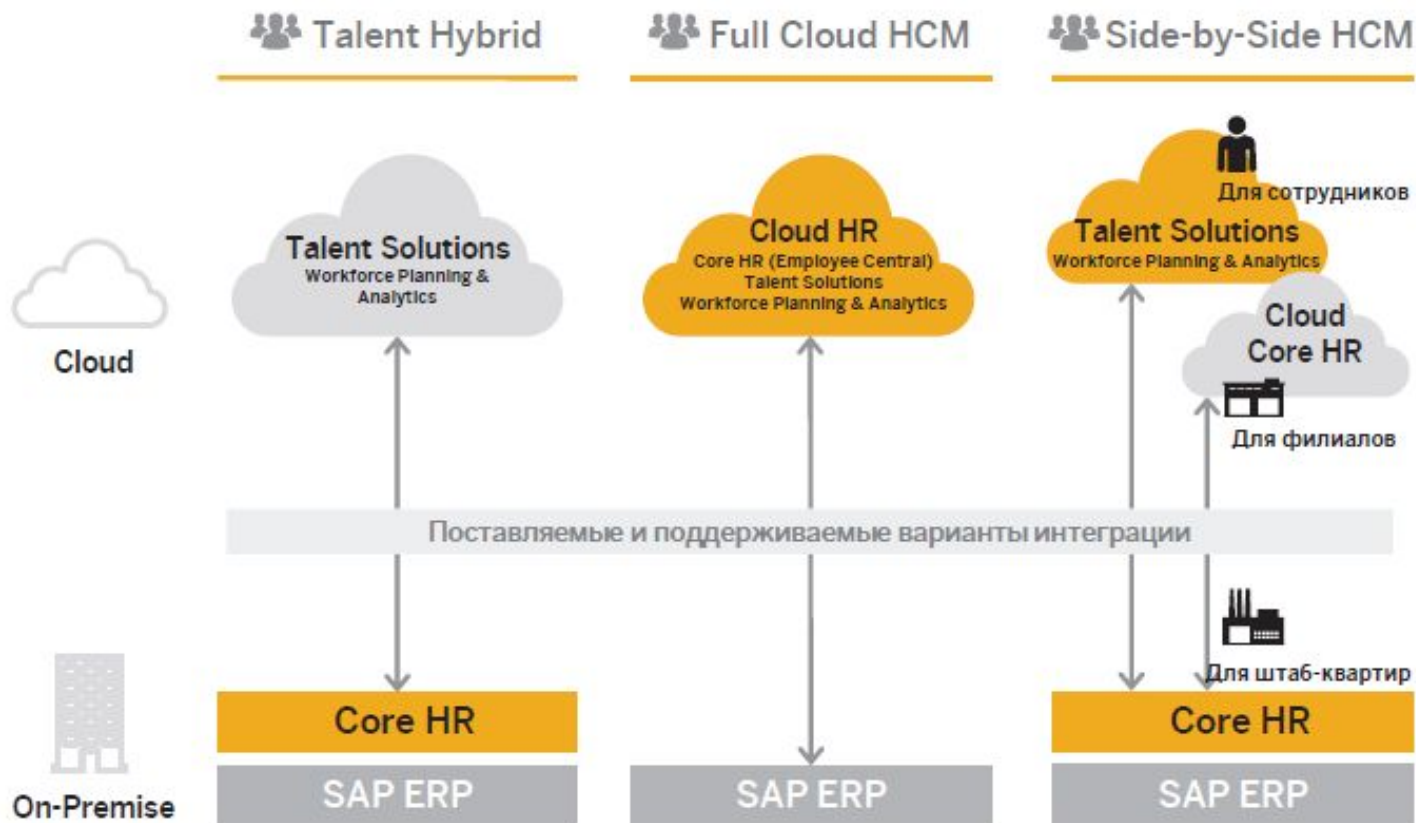 Talent Hybrid
Full Cloud HCM
Side-by-Side HCM
Cloud
Talent Solutions
Workforce Planning &
Analytics
Cloud HR
Core HR (Employee Central)
Talent Solutions
Workforce Planning & Analytics
Для сотрудников
Talent Solutions
Workforce Planning & Analytics
Cloud
Core HR
Для филиалов
Поставляемые и поддерживаемые варианты интеграции
Для штаб-квартир
On-Premise
Core HR
SAP ERP
SAP ERP
Core HR
SAP ERP